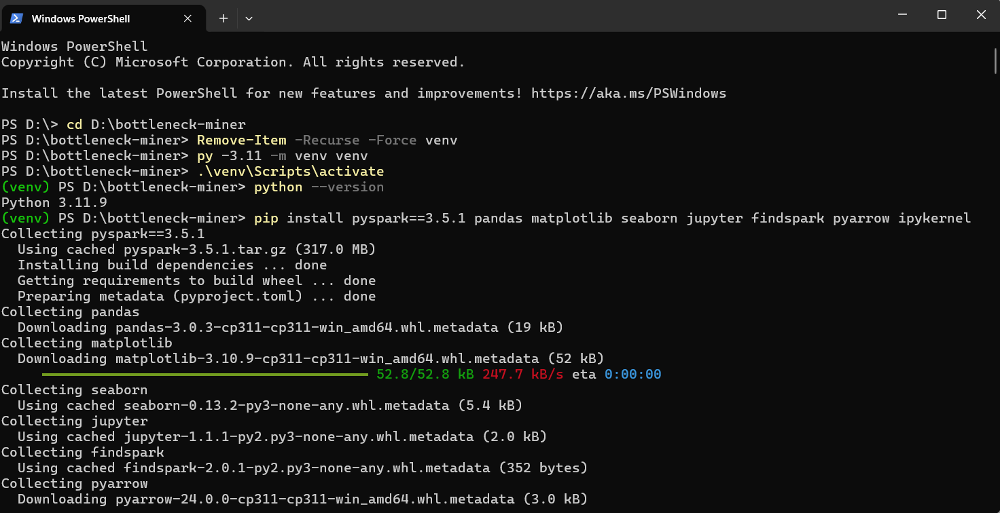 Windows PowerShell
Windows PowerShell
Copyright (C) Microsoft Corporation. All rights reserved.
Install the latest PowerShell for new features and improvements! https://aka.ms/PSWindows
PS D:\> cd D:\bottleneck-miner
PS D:\bottleneck-miner> Remove-Item -Recurse -Force venv
PS D:\bottleneck-miner> py -3.11 -m venv venv
PS D:\bottleneck-miner> .\venv\Scripts\activate
(venv) PS D:\bottleneck-miner> python --version
Python 3.11.9
(venv) PS D:\bottleneck-miner> pip install pyspark==3.5.1 pandas matplotlib seaborn jupyter findspark pyarrow ipykernel
Collecting pyspark==3.5.1
  Using cached pyspark-3.5.1.tar.gz (317.0 MB)
  Installing build dependencies ... done
  Getting requirements to build wheel ... done
  Preparing metadata (pyproject.toml) ... done
Collecting pandas
  Downloading pandas-3.0.3-cp311-cp311-win_amd64.whl.metadata (19 kB)
Collecting matplotlib
  Downloading matplotlib-3.10.9-cp311-cp311-win_amd64.whl.metadata (52 kB)
52.8/52.8 kB 247.7 kB/s eta 0:00:00
Collecting seaborn
  Using cached seaborn-0.13.2-py3-none-any.whl.metadata (5.4 kB)
Collecting jupyter
  Using cached jupyter-1.1.1-py2.py3-none-any.whl.metadata (2.0 kB)
Collecting findspark
  Using cached findspark-2.0.1-py2.py3-none-any.whl.metadata (352 bytes)
Collecting pyarrow
  Downloading pyarrow-24.0.0-cp311-cp311-win_amd64.whl.metadata (3.0 kB)